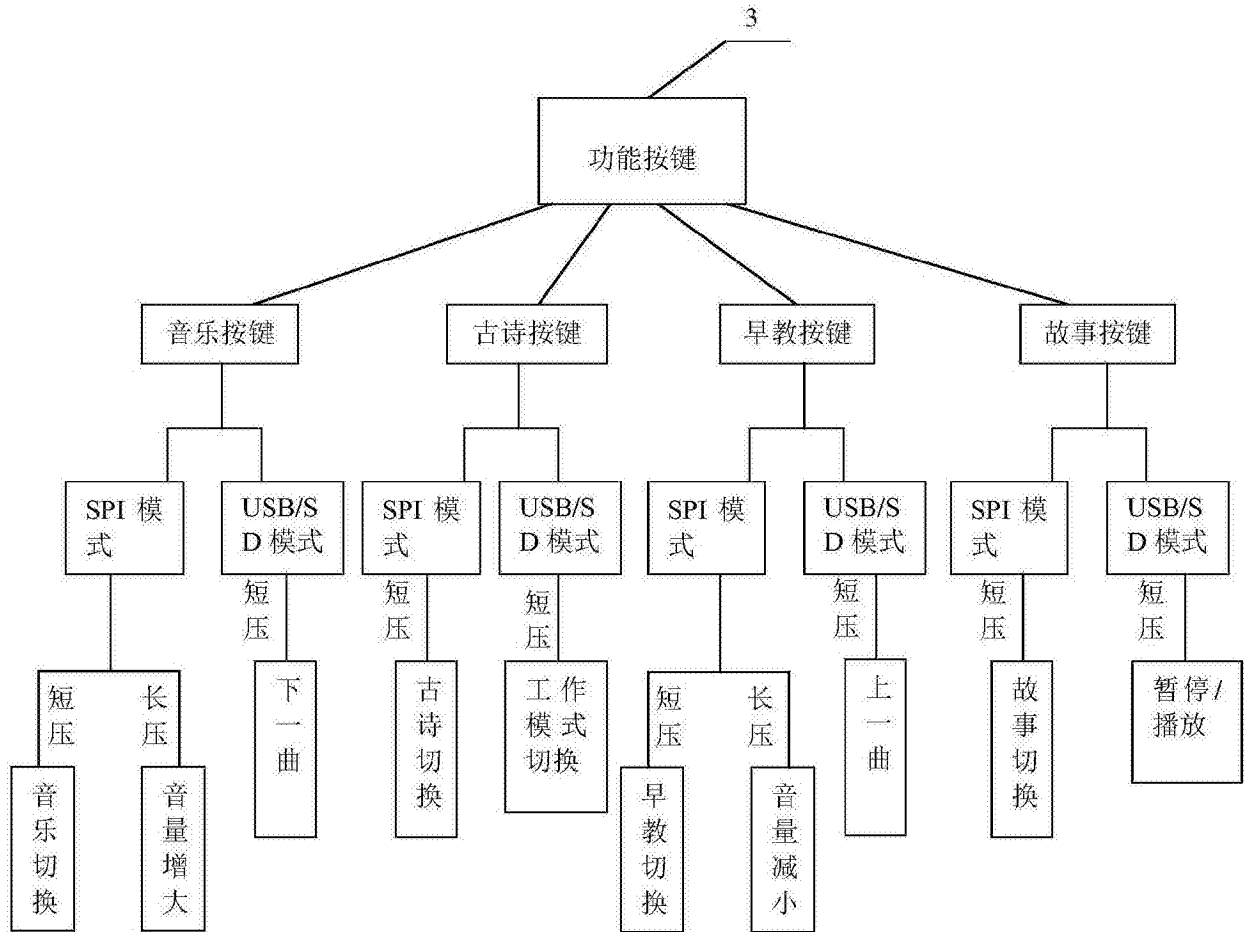 3
功能按键
音乐按键
古诗按键
早教按键
故事按键
SPI 模
式
USB/S
D 模式
SPI 模
式
USB/S
D 模式
SPI 模
式
USB/S
D 模式
SPI 模
式
USB/S
D 模式
短压
长压
音乐切换
音量增大
短压
下一曲
短压
古诗切换
短压
工作
模式
切换
短压
长压
早教切换
音量减小
短压
上一曲
短压
故事切换
短压
暂停/
播放